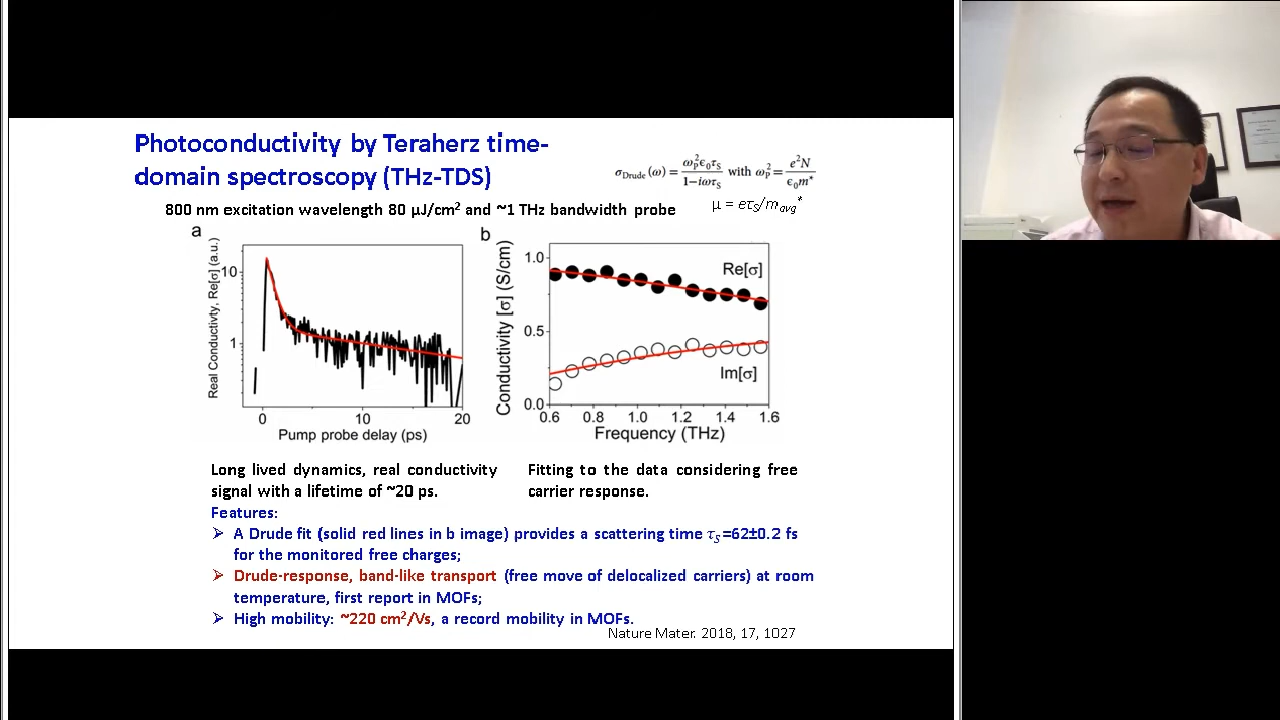 Photoconductivity by Teraherz time-
domain spectroscopy (THz-TDS)
σDrude(ω) = ωP²ϵ0τS / 1−iωτS with ωP² = e²N / ϵ0m*
800 nm excitation wavelength 80 µJ/cm² and ~1 THz bandwidth probe
µ = eτS/mavg*
a
Real Conductivity, Re[σ] (a.u.)
10
1
0 10 20
Pump probe delay (ps)
b
Conductivity [σ] (S/cm)
1.0
0.5
0.0
Re[σ]
Im[σ]
0.6 0.8 1.0 1.2 1.4 1.6
Frequency (THz)
Long lived dynamics, real conductivity
signal with a lifetime of ~20 ps.
Fitting to the data considering free
carrier response.
Features:
➢ A Drude fit (solid red lines in b image) provides a scattering time τS=62±0.2 fs
for the monitored free charges;
➢ Drude-response, band-like transport (free move of delocalized carriers) at room
temperature, first report in MOFs;
➢ High mobility: ~220 cm²/Vs, a record mobility in MOFs.
Nature Mater. 2018, 17, 1027